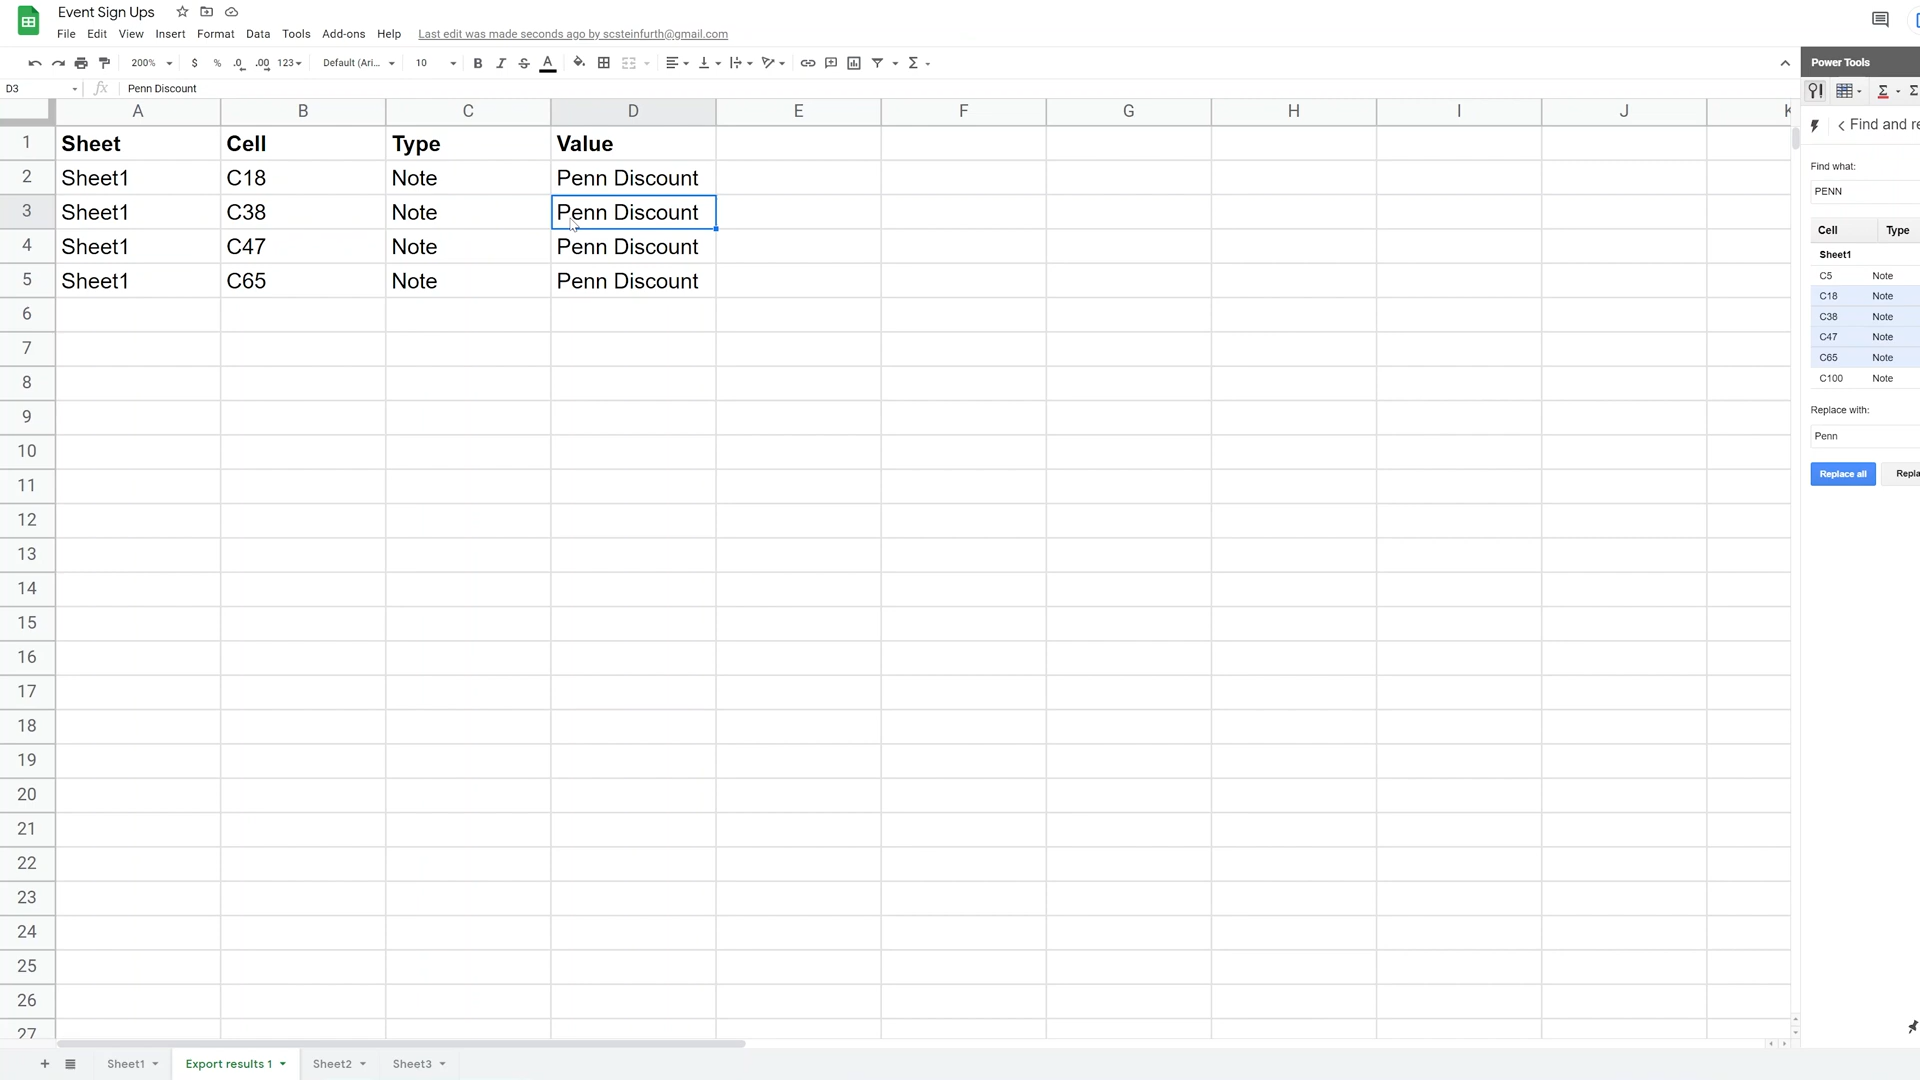 Event Sign Ups
File Edit View Insert Format Data Tools Add-ons Help Last edit was made seconds ago by scsteinfurth@gmail.com
200% $ % .0 .00 123 Default (Ari... 10 B I S A Σ
Power Tools
D3 fx Penn Discount
A B C D E F G H I J K
1 Sheet Cell Type Value
2 Sheet1 C18 Note Penn Discount
3 Sheet1 C38 Note Penn Discount
4 Sheet1 C47 Note Penn Discount
5 Sheet1 C65 Note Penn Discount
6
7
8
9
10
11
12
13
14
15
16
17
18
19
20
21
22
23
24
25
26
27
Σ Σ
Find and re
Find what:
PENN
Cell Type
Sheet1
C5 Note
C18 Note
C38 Note
C47 Note
C65 Note
C100 Note
Replace with:
Penn
Replace all Repla
+ Sheet1 Export results 1 Sheet2 Sheet3